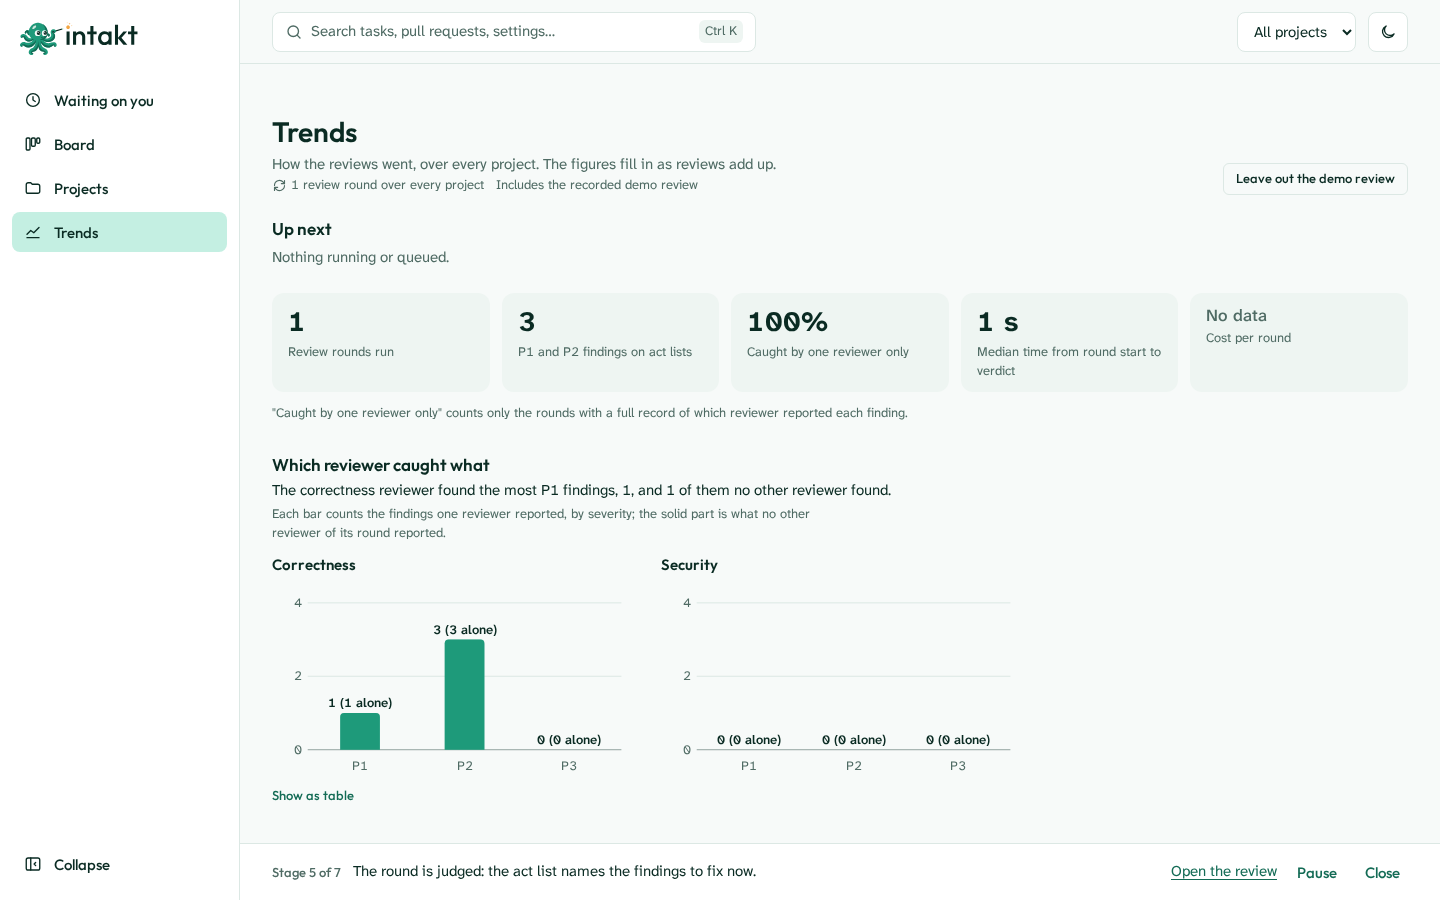 intakt
Search tasks, pull requests, settings...
Ctrl K
All projects
Waiting on you
Board
Projects
Trends
Collapse
Trends
How the reviews went, over every project. The figures fill in as reviews add up.
1 review round over every project Includes the recorded demo review
Leave out the demo review
Up next
Nothing running or queued.
1
Review rounds run
3
P1 and P2 findings on act lists
100%
Caught by one reviewer only
1 s
Median time from round start to
verdict
No data
Cost per round
"Caught by one reviewer only" counts only the rounds with a full record of which reviewer reported each finding.
Which reviewer caught what
The correctness reviewer found the most P1 findings, 1, and 1 of them no other reviewer found.
Each bar counts the findings one reviewer reported, by severity; the solid part is what no other
reviewer of its round reported.
Correctness
4
2
0
1 (1 alone)
3 (3 alone)
0 (0 alone)
P1
P2
P3
Security
4
2
0
0 (0 alone)
0 (0 alone)
0 (0 alone)
P1
P2
P3
Show as table
Stage 5 of 7 The round is judged: the act list names the findings to fix now.
Open the review
Pause
Close